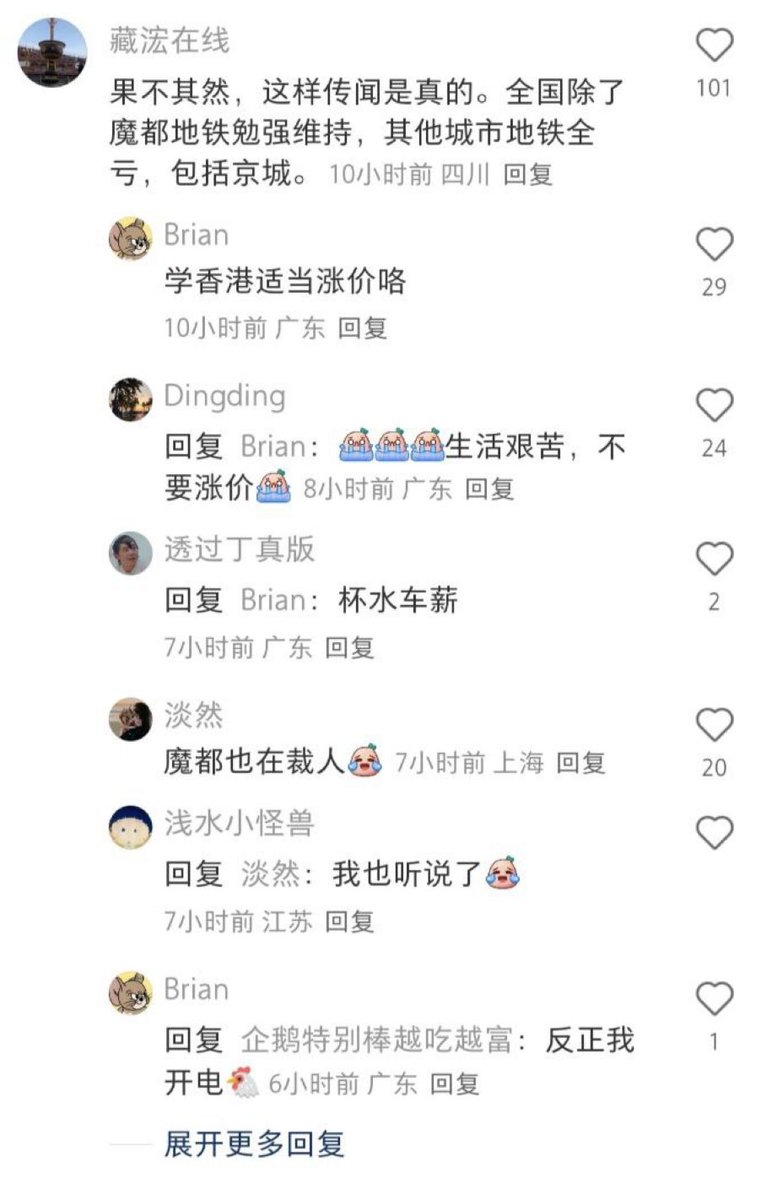 藏浤在线
果不其然，这样传闻是真的。全国除了
101
魔都地铁勉强维持，其他城市地铁全
亏，包括京城。 10小时前 四川 回复
Brian
学香港适当涨价咯
29
10小时前 广东 回复
Dingding
回复 Brian：😭😭😭生活艰苦，不
24
要涨价😭 8小时前 广东 回复
透过丁真版
回复 Brian：杯水车薪
2
7小时前 广东 回复
淡然
魔都也在裁人😂 7小时前 上海 回复
20
浅水小怪兽
回复 淡然：我也听说了😂
7小时前 江苏 回复
Brian
回复 企鹅特别棒越吃越富：反正我
1
开电🐔 6小时前 广东 回复
展开更多回复